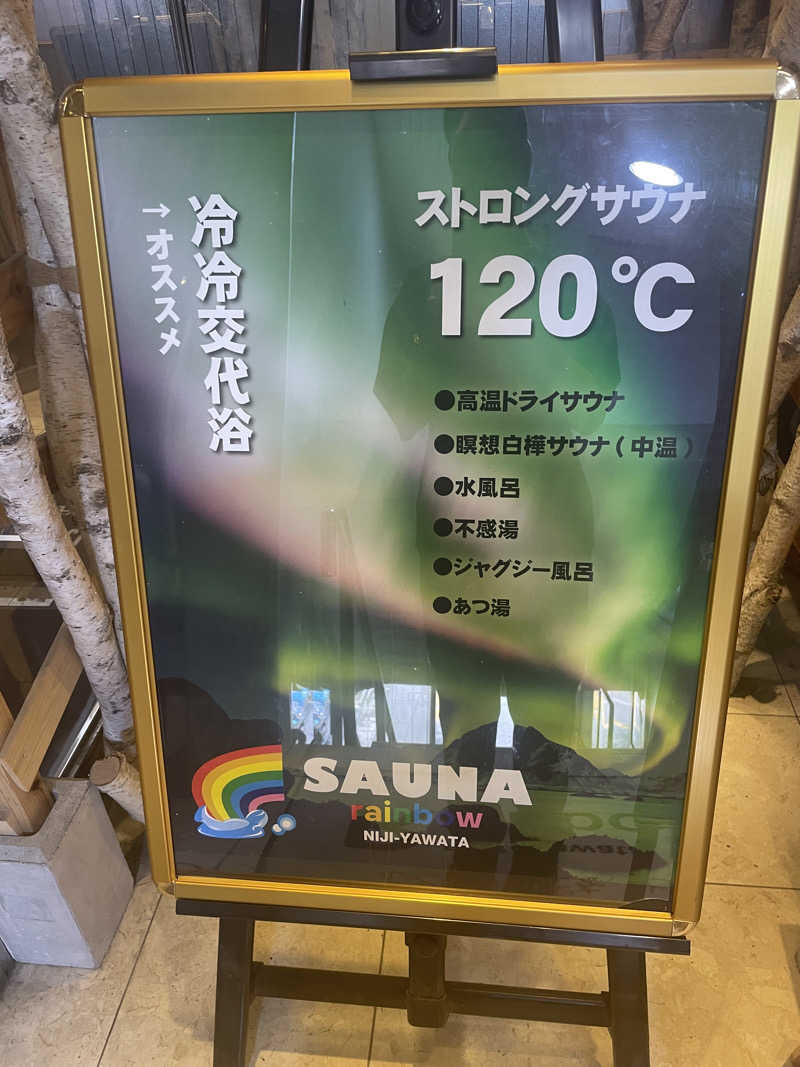 ストロングサウナ
120℃
冷冷交代浴
→オススメ
●高温ドライサウナ
●瞑想白樺サウナ(中温)
●水風呂
●不感湯
●ジャグジー風呂
●あつ湯
SAUNA
rainbow
NIJI-YAWATA